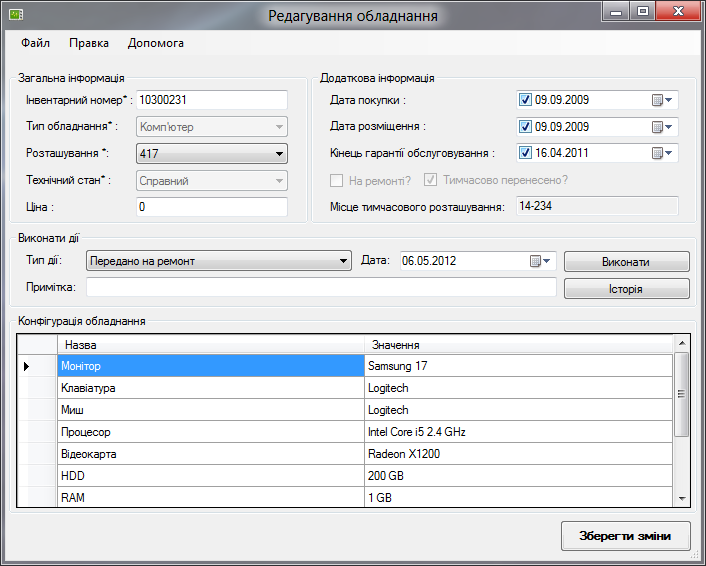 Редагування обладнання
Файл Правка Допомога
Загальна інформація
Інвентарний номер* : 10300231
Тип обладнання* : Комп'ютер
Розташування *: 417
Технічний стан* : Справний
Ціна : 0
Додаткова інформація
Дата покупки : 09.09.2009
Дата розміщення : 09.09.2009
Кінець гарантії обслуговування : 16.04.2011
На ремонті? Тимчасово перенесено?
Місце тимчасового розташування: 14-234
Виконати дії
Тип дії: Передано на ремонт Дата: 06.05.2012 Виконати
Примітка: Історія
Конфігурація обладнання
Назва Значення
Монітор Samsung 17
Клавіатура Logitech
Миш Logitech
Процесор Intel Core i5 2.4 GHz
Відеокарта Radeon X1200
HDD 200 GB
RAM 1 GB
Зберегти зміни